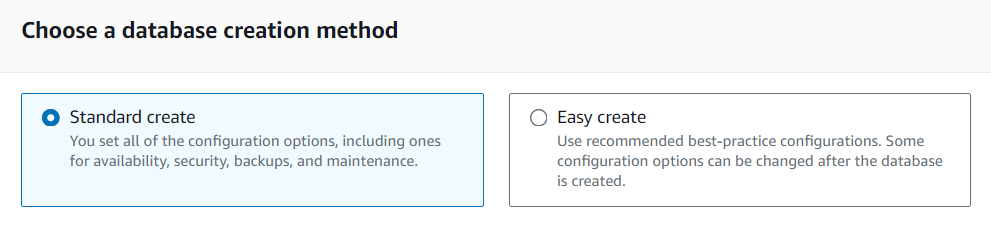 Choose a database creation method
Standard create
You set all of the configuration options, including ones
for availability, security, backups, and maintenance.
Easy create
Use recommended best-practice configurations. Some
configuration options can be changed after the database
is created.